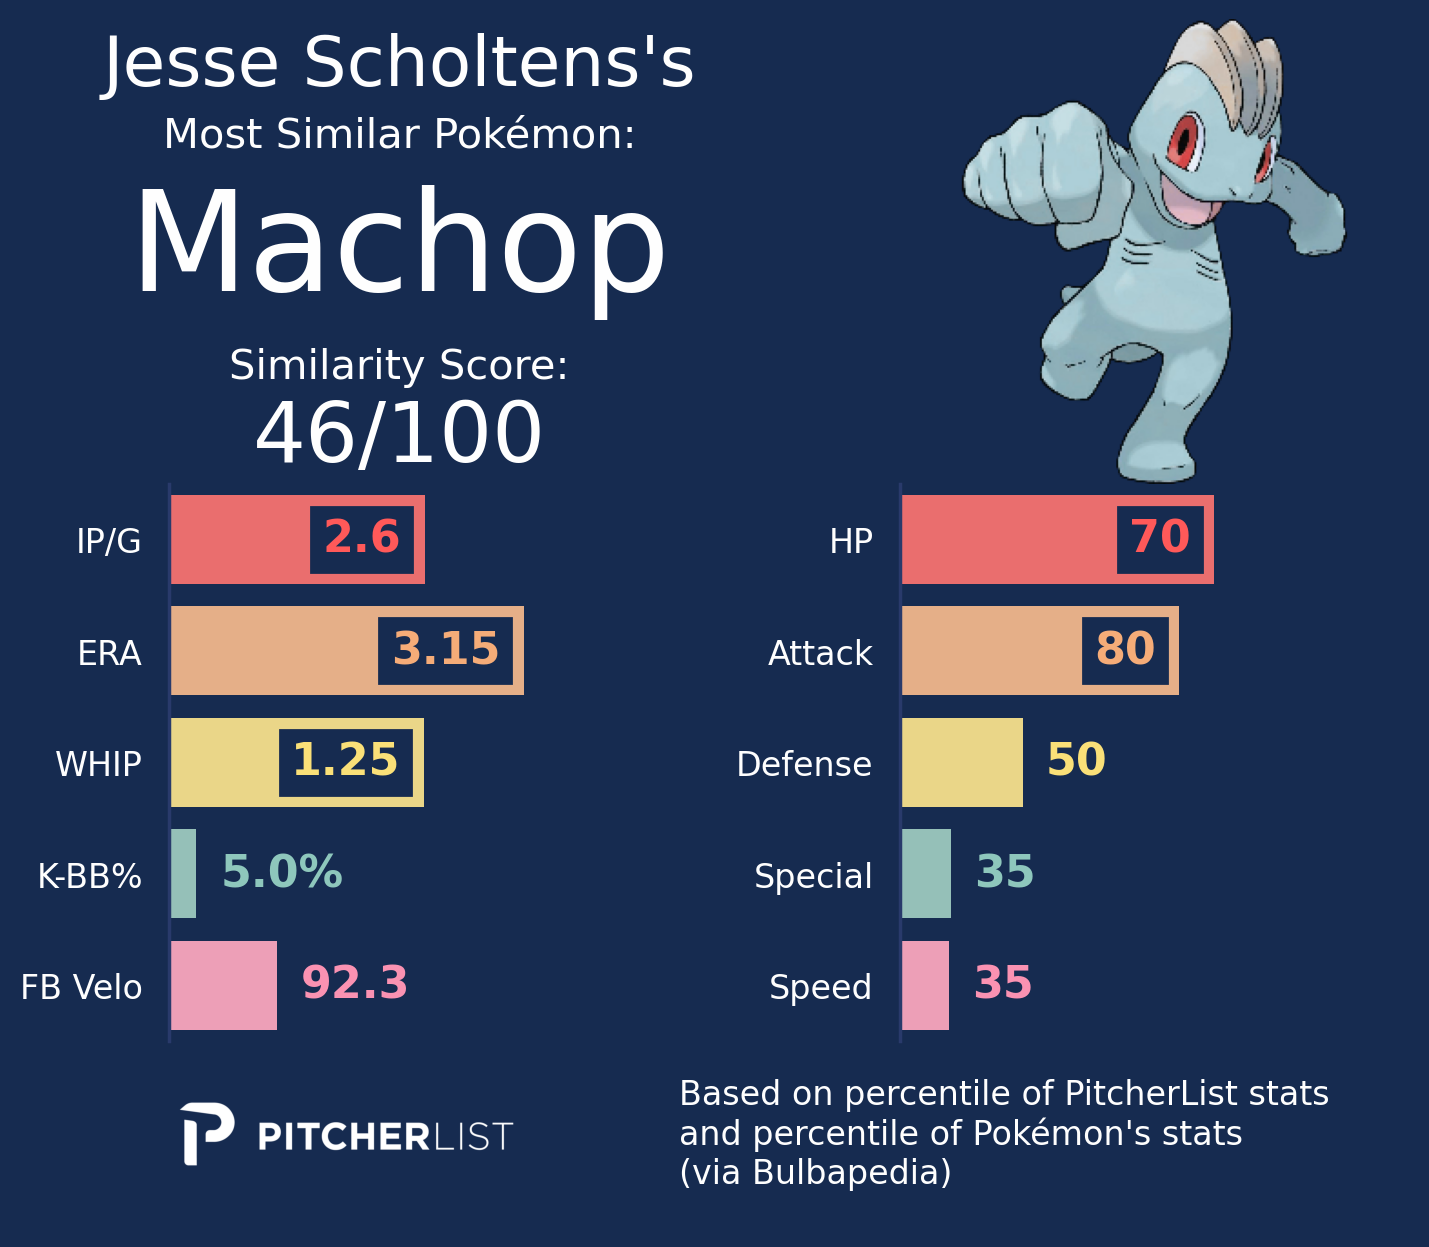 Jesse Scholtens's
Most Similar Pokémon:
Machop
Similarity Score:
46/100
IP/G 2.6
ERA 3.15
WHIP 1.25
K-BB% 5.0%
FB Velo 92.3
HP 70
Attack 80
Defense 50
Special 35
Speed 35
PITCHERLIST
Based on percentile of PitcherList stats
and percentile of Pokémon's stats
(via Bulbapedia)